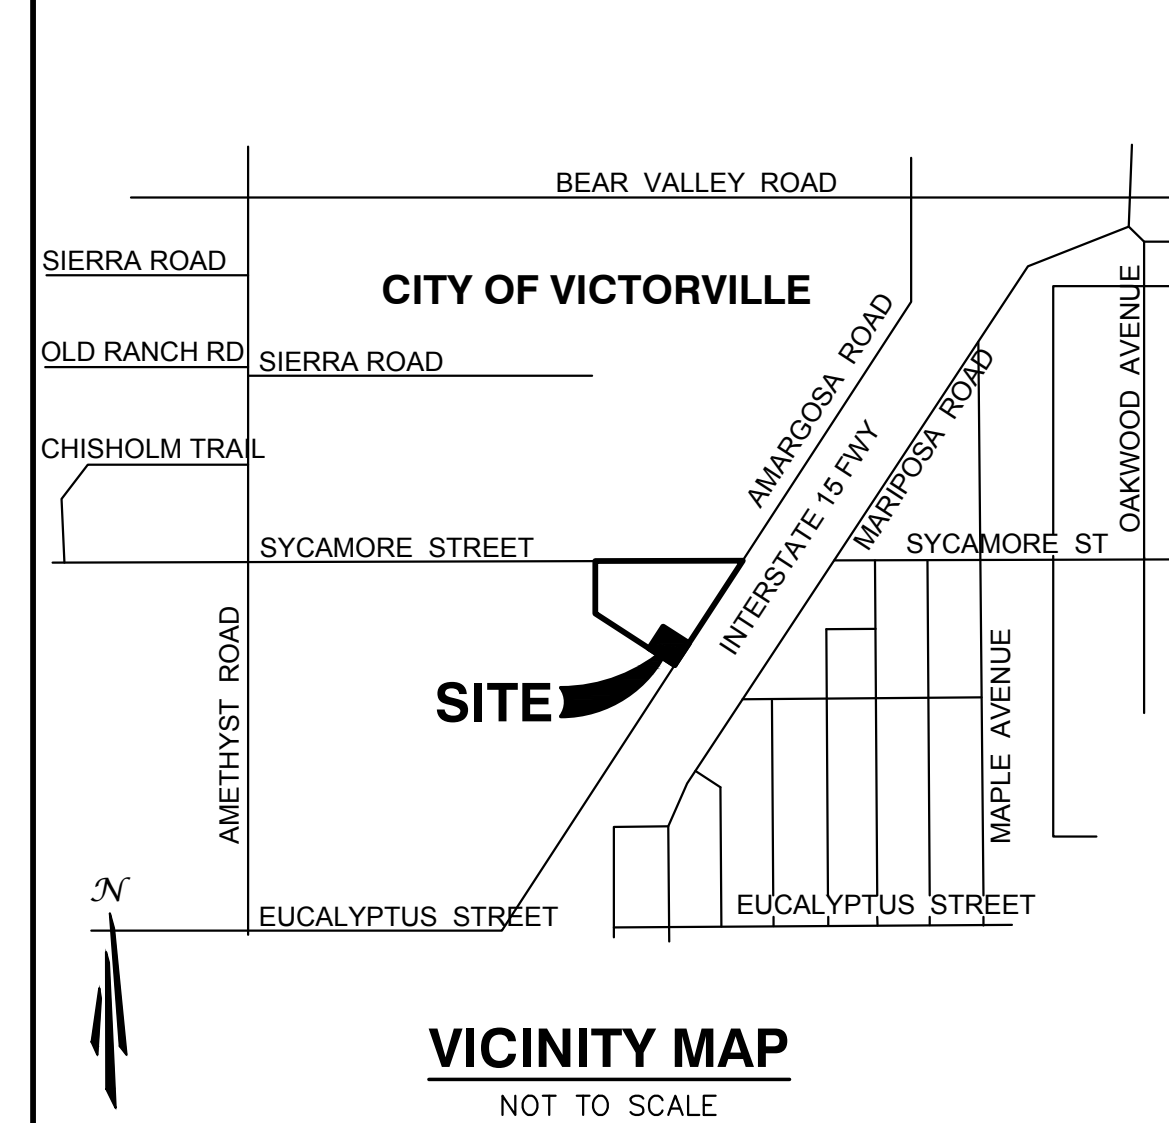 BEAR VALLEY ROAD
SIERRA ROAD
CITY OF VICTORVILLE
OAKWOOD AVENUE
AMARGOSA ROAD
OLD RANCH RD
SIERRA ROAD
MARIPOSA ROAD
INTERSTATE 15 FWY
CHISHOLM TRAIL
SYCAMORE STREET
SYCAMORE ST
AMETHYST ROAD
MAPLE AVENUE
SITE
N
EUCALYPTUS STREET
EUCALYPTUS STREET
VICINITY MAP
NOT TO SCALE